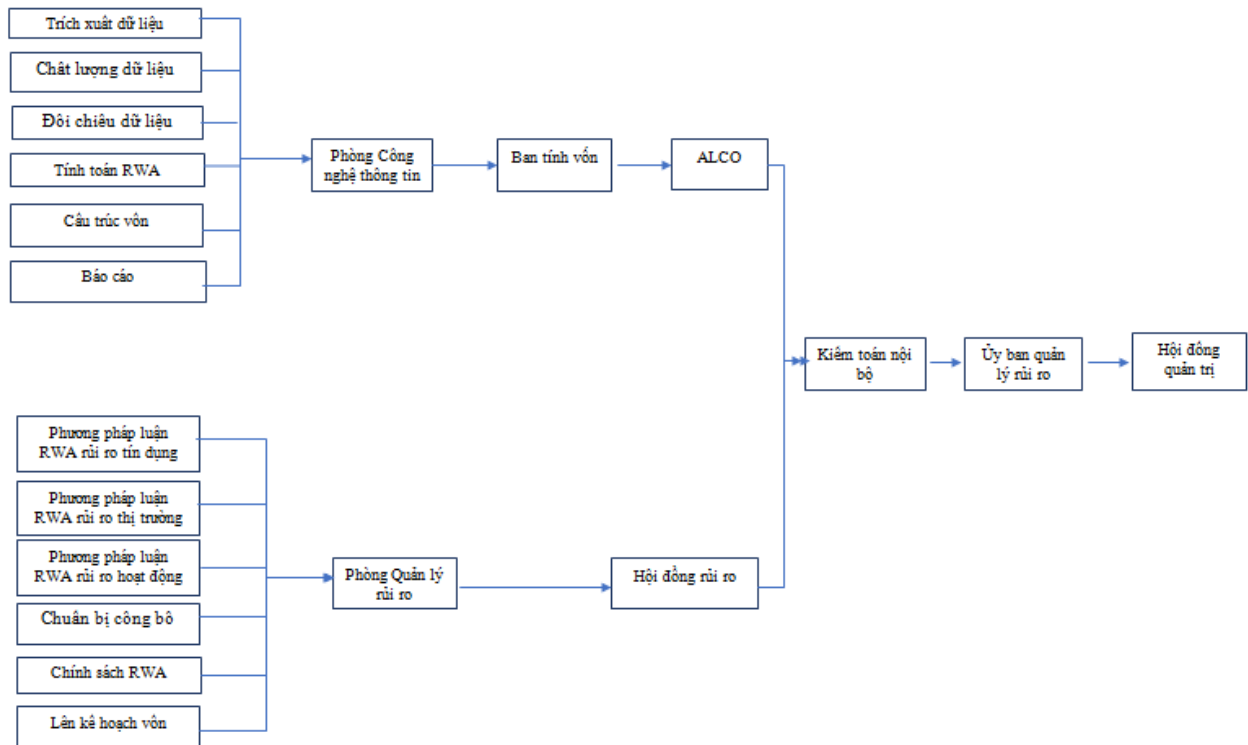 Trích xuất dữ liệu
Chất lượng dữ liệu
Đối chiếu dữ liệu
Tính toán RWA
Cấu trúc vốn
Báo cáo
Phòng Công
nghệ thông tin
Ban tính vốn
ALCO
Kiểm toán nội
bộ
Ủy ban quản
lý rủi ro
Hội đồng
quản trị
Phương pháp luận
RWA rủi ro tín dụng
Phương pháp luận
RWA rủi ro thị trường
Phương pháp luận
RWA rủi ro hoạt động
Chuẩn bị công bố
Chính sách RWA
Lên kế hoạch vốn
Phòng Quản lý
rủi ro
Hội đồng rủi ro